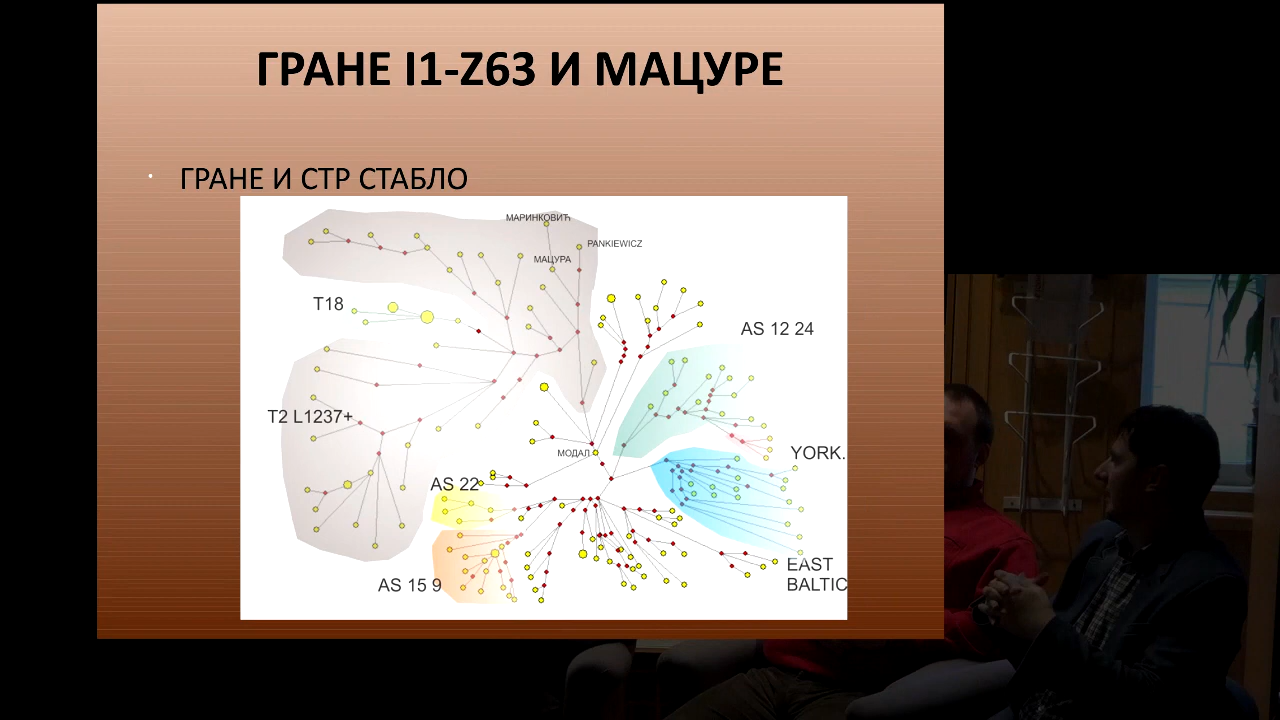 ГРАНЕ I1-Z63 И МАЦУРЕ
ГРАНЕ И СТР СТАБЛО
МАРИНКОВИЋ
PANKIEWICZ
МАЦУРА
T18
AS 12 24
T2 L1237+
МОДАЛ
YORK.
AS 22
EAST
BALTIC
AS 15 9